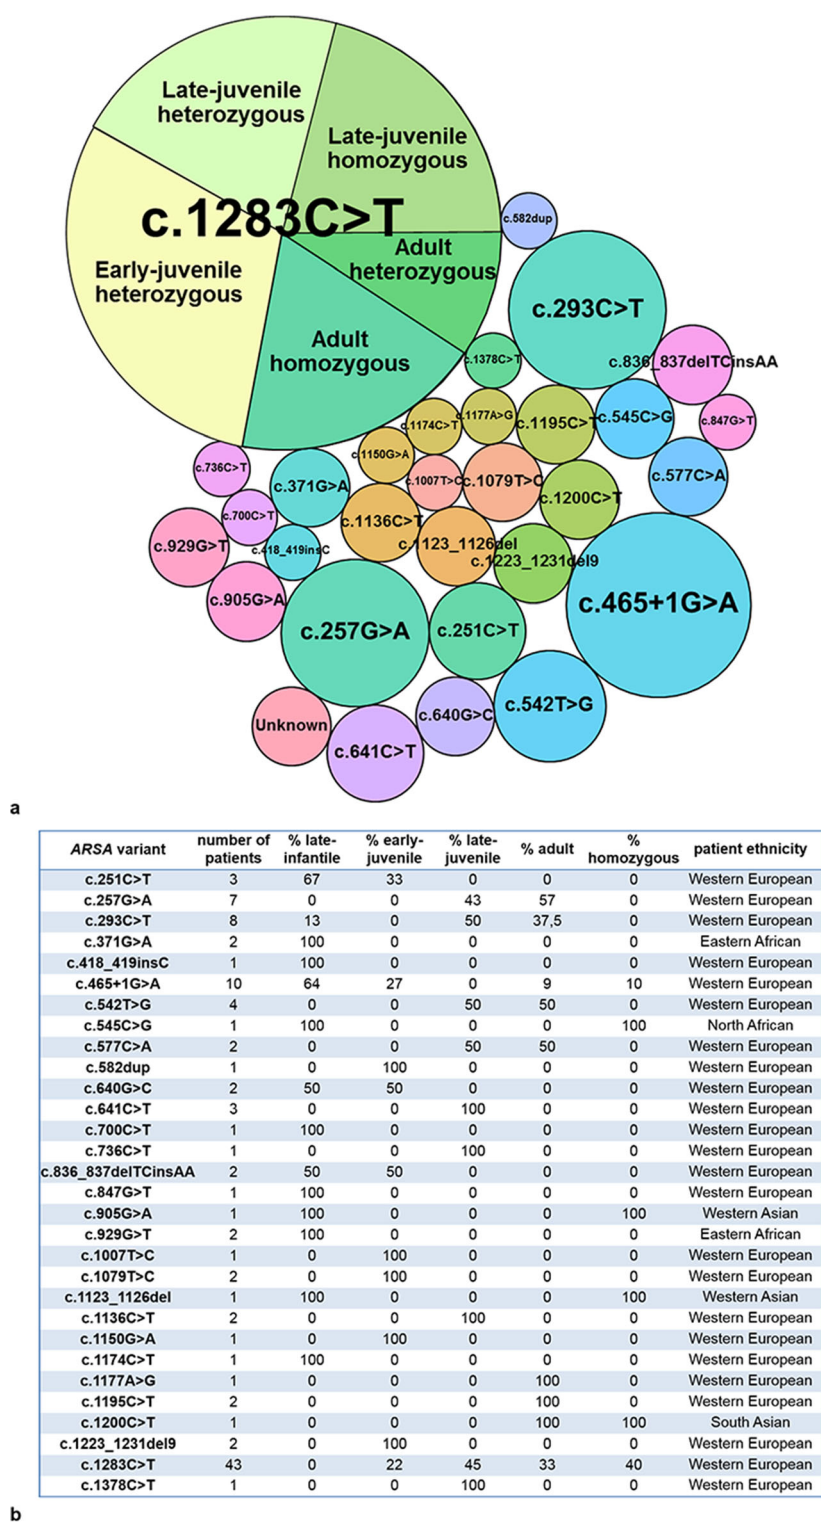 Late-juvenile
heterozygous
Late-juvenile
homozygous
c.1283C>T
Early-juvenile
heterozygous
Adult
heterozygous
Adult
homozygous
c.582dup
c.293C>T
c.1378C>T
c.836_837delTCinsAA
c.1174C>T
c.1177A>G
c.1195C>T
c.545C>G
c.847G>T
c.1150G>A
c.736C>T
c.371G>A
c.1007T>C
c.1079T>C
c.577C>A
c.1200C>T
c.700C>T
c.1136C>T
c.929G>T
c.418_419insC
c.1123_1126del
c.1223_1231del9
c.905G>A
c.465+1G>A
c.257G>A
c.251C>T
c.542T>G
Unknown
c.640G>C
c.641C>T
a
ARSA variant number of patients % late-infantile % early-juvenile % late-juvenile % adult % homozygous patient ethnicity
c.251C>T 3 67 33 0 0 0 Western European
c.257G>A 7 0 0 43 57 0 Western European
c.293C>T 8 13 0 50 37,5 0 Western European
c.371G>A 2 100 0 0 0 0 Eastern African
c.418_419insC 1 100 0 0 0 0 Western European
c.465+1G>A 10 64 27 0 9 10 Western European
c.542T>G 4 0 0 50 50 0 Western European
c.545C>G 1 100 0 0 0 100 North African
c.577C>A 2 0 0 50 50 0 Western European
c.582dup 1 0 100 0 0 0 Western European
c.640G>C 2 50 50 0 0 0 Western European
c.641C>T 3 0 0 100 0 0 Western European
c.700C>T 1 100 0 0 0 0 Western European
c.736C>T 1 0 0 100 0 0 Western European
c.836_837delTCinsAA 2 50 50 0 0 0 Western European
c.847G>T 1 100 0 0 0 0 Western European
c.905G>A 1 100 0 0 0 100 Western Asian
c.929G>T 2 100 0 0 0 0 Eastern African
c.1007T>C 1 0 100 0 0 0 Western European
c.1079T>C 2 0 100 0 0 0 Western European
c.1123_1126del 1 100 0 0 0 100 Western Asian
c.1136C>T 2 0 0 100 0 0 Western European
c.1150G>A 1 0 100 0 0 0 Western European
c.1174C>T 1 100 0 0 0 0 Western European
c.1177A>G 1 0 0 0 100 0 Western European
c.1195C>T 2 0 0 0 100 0 Western European
c.1200C>T 1 0 0 0 100 100 South Asian
c.1223_1231del9 2 0 100 0 0 0 Western European
c.1283C>T 43 0 22 45 33 40 Western European
c.1378C>T 1 0 0 100 0 0 Western European
b